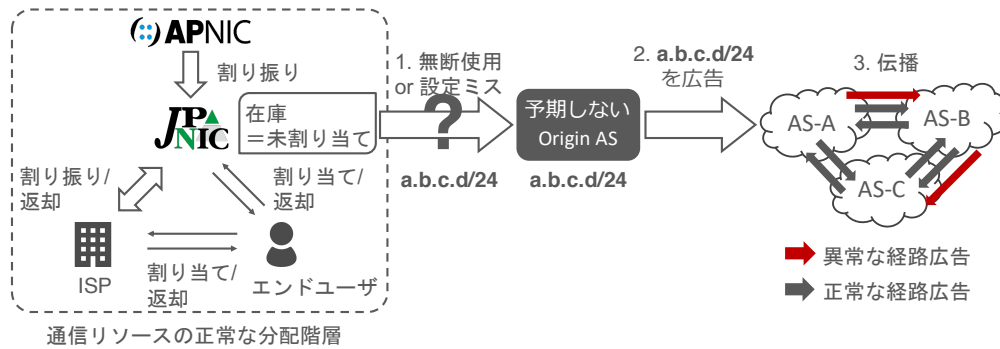 APNIC
割り振り
JPNIC
在庫
＝未割り当て
割り振り/
返却
割り当て/
返却
ISP
割り当て/
返却
エンドユーザ
通信リソースの正常な分配階層
1. 無断使用
or 設定ミス
?
a.b.c.d/24
予期しない
Origin AS
a.b.c.d/24
2. a.b.c.d/24
を広告
3. 伝播
AS-A
AS-B
AS-C
異常な経路広告
正常な経路広告